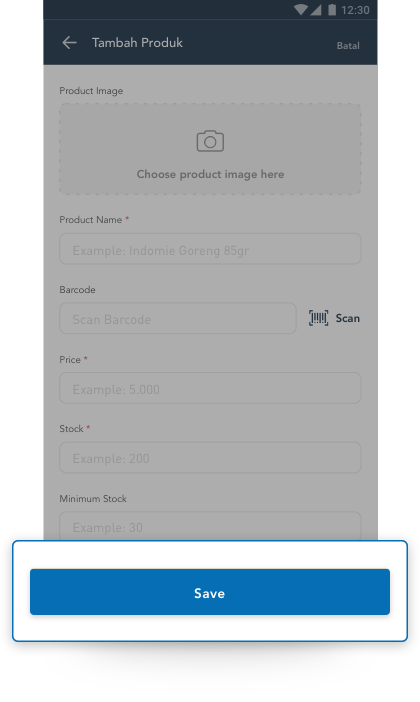 12:30
Tambah Produk
Batal
Product Image
Choose product image here
Product Name *
Example: Indomie Goreng 85gr
Barcode
Scan Barcode
Scan
Price *
Example: 5.000
Stock *
Example: 200
Minimum Stock
Example: 30
Save